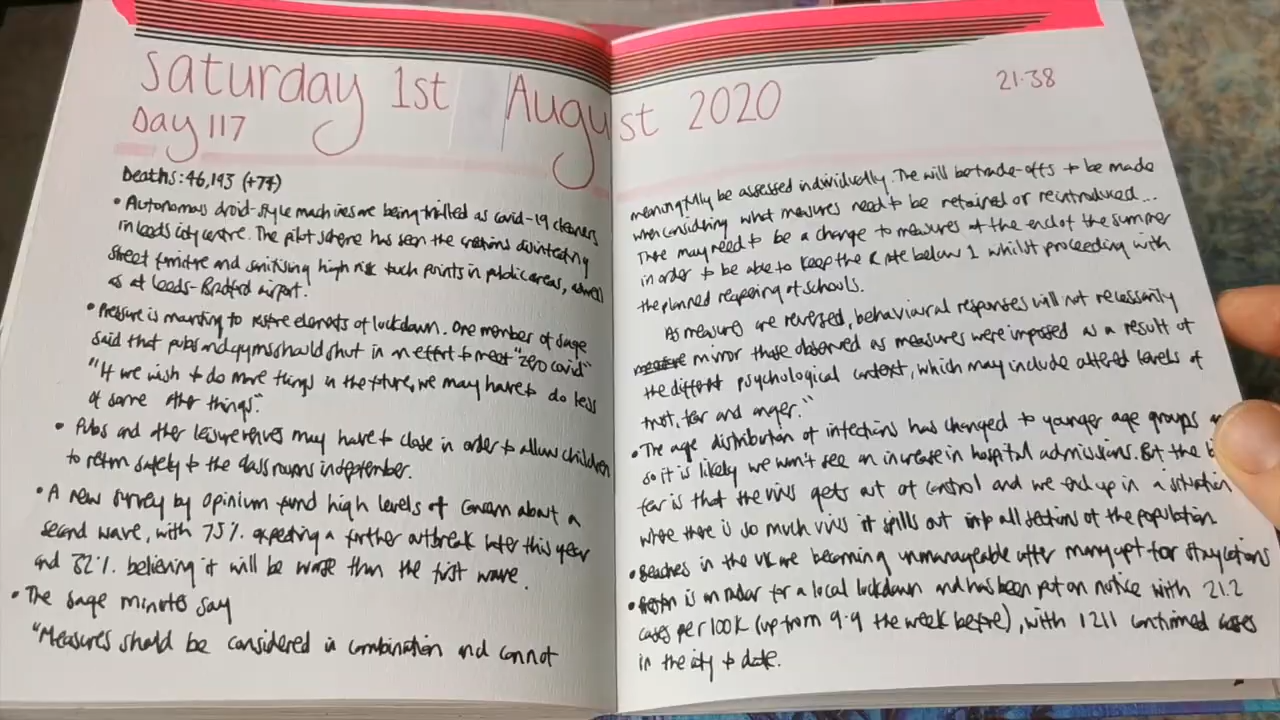 Saturday 1st August 2020
21:38
Day 117
Deaths: 46,193 (+74)
• Autonomous droid-style machines are being trialled as covid-19 cleaners
in Leeds city centre. The pilot scheme has seen the creations disinfecting
street furniture and sanitising high risk touch points in public areas, as well
as at Leeds-Bradford airport.
• Pressure is mounting to restore elements of lockdown. One member of sage
said that pubs and gyms should shut in an effort to meet "zero covid"
"If we wish to do more things in the future, we may have to do less
of some other things".
• Pubs and other leisure venues may have to close in order to allow children
to return safely to the classrooms in september.
• A new survey by Opinium found high levels of concern about a
second wave, with 75% expecting a further outbreak later this year
and 32% believing it will be worse than the first wave.
• The sage minutes say
"Measures should be considered in combination and cannot
meaningfully be assessed individually. The will be trade-offs to be made
when considering what measures need to be retained or reintroduced...
There may need to be a change to measures at the end of the summer
in order to be able to keep the R rate below 1 whilst proceeding with
the planned reopening of schools.
As measures are reversed, behavioural responses will not necessarily
mirror those observed as measures were imposed as a result of
the different psychological context, which may include altered levels of
trust, fear and anger."
• The age distribution of infections has changed to younger age groups
so it is likely we won't see an increase in hospital admissions. But the
fear is that the virus gets out of control and we end up in a situation
where there is so much virus it spills out into all sections of the population
• Beaches in the UK are becoming unmanageable after many opt for staycations
• Preston is on radar for a local lockdown and has been put on notice with 21.2
cases per 100k (up from 9.9 the week before), with 1211 confirmed cases
in the city to date.